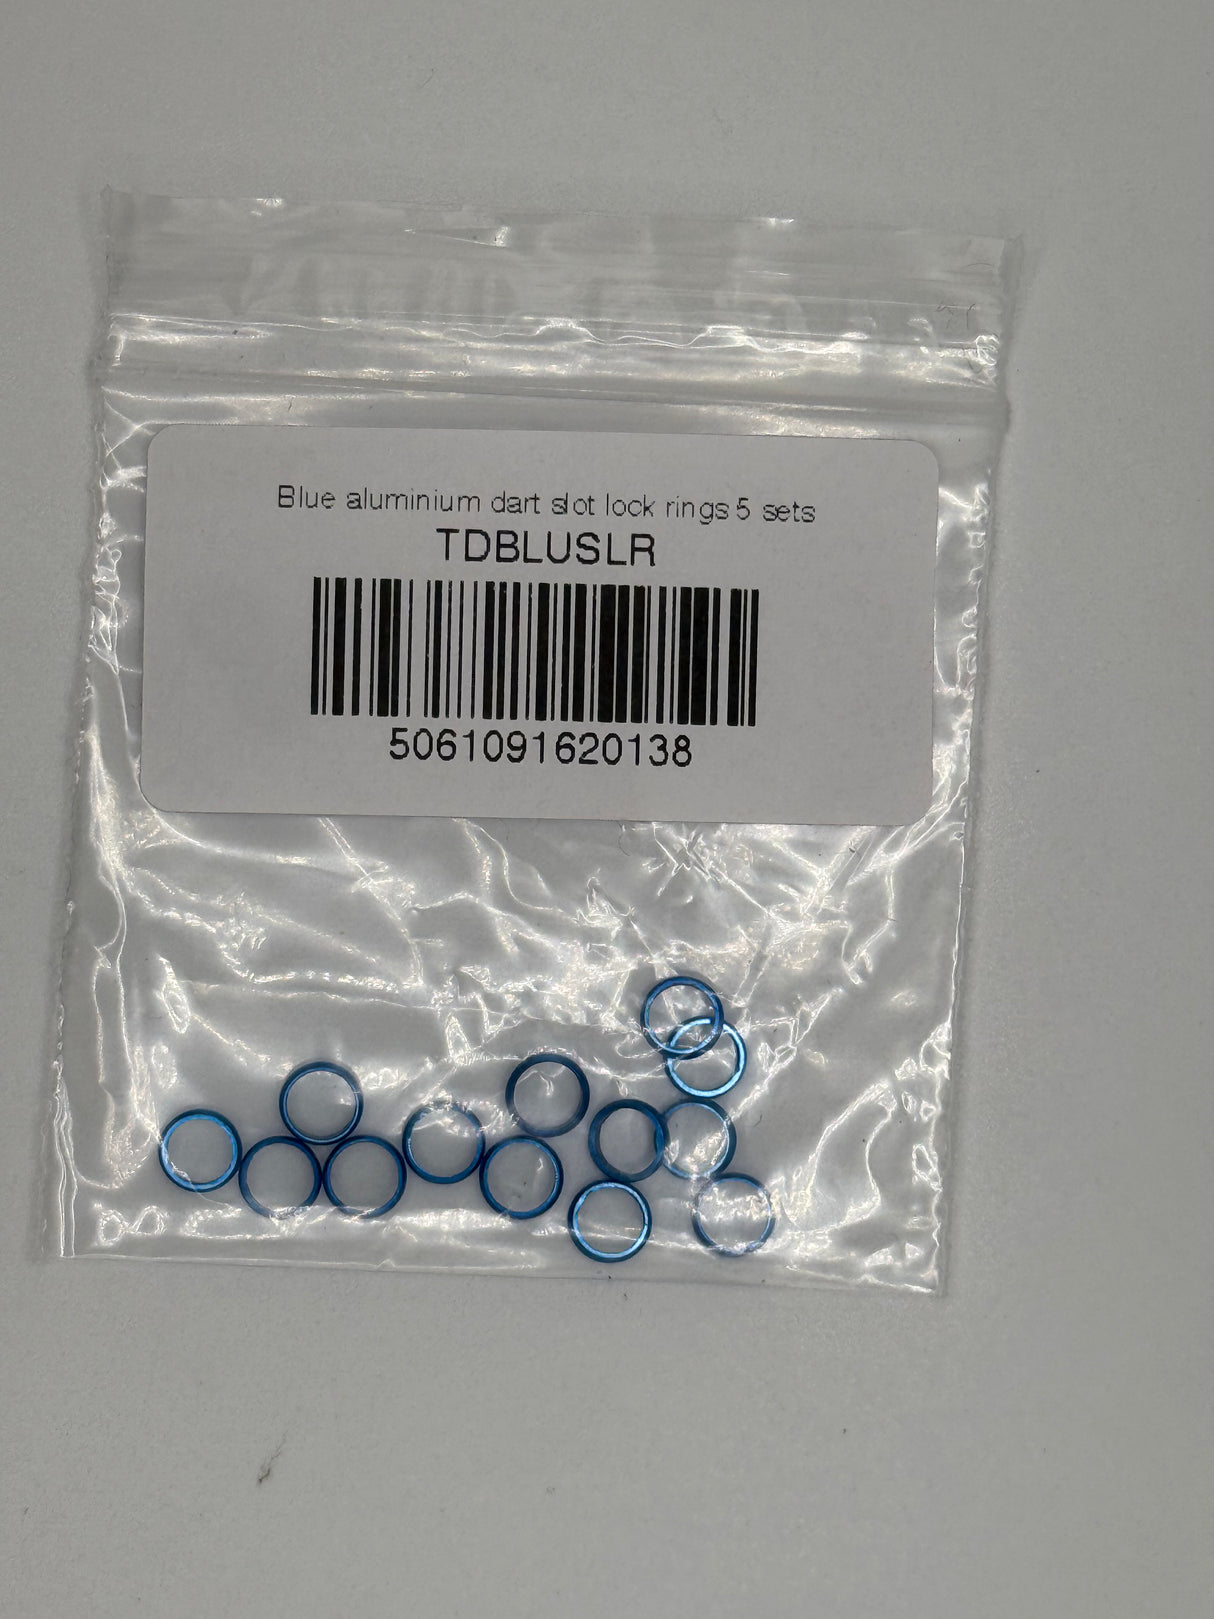 Blue aluminium dart slot lock rings 5 sets
TDBLUSLR
5061091620138